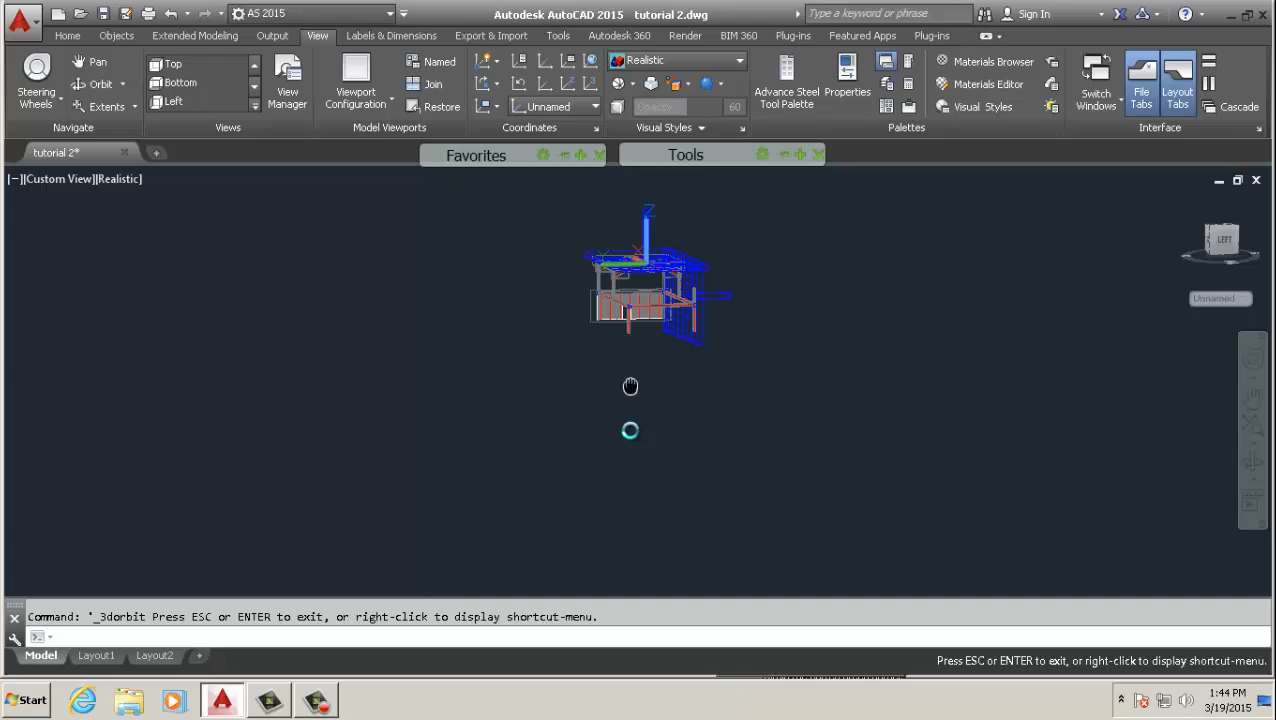 AS 2015
Autodesk AutoCAD 2015 tutorial 2.dwg
Type a keyword or phrase
Sign In
Home
Objects
Extended Modeling
Output
View
Labels & Dimensions
Export & Import
Tools
Autodesk 360
Render
BIM 360
Plug-ins
Featured Apps
Plug-ins
Steering Wheels
Pan
Orbit
Extents
Navigate
Top
Bottom
Left
View Manager
Views
Viewport Configuration
Named
Join
Restore
Model Viewports
Unnamed
Coordinates
Realistic
Opacity 60
Visual Styles
Advance Steel Tool Palette
Properties
Materials Browser
Materials Editor
Visual Styles
Palettes
Switch Windows
File Tabs
Layout Tabs
Cascade
Interface
tutorial 2*
Favorites
Tools
[−][Custom View][Realistic]
Z
LEFT
Unnamed
Command: '_3dorbit Press ESC or ENTER to exit, or right-click to display shortcut-menu.
Model
Layout1
Layout2
Press ESC or ENTER to exit, or right-click to display shortcut-menu.
Start
1:44 PM
3/19/2015